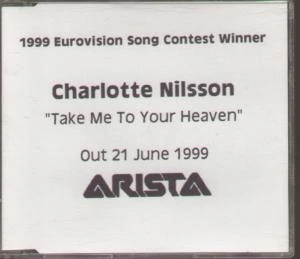 1999 Eurovision Song Contest Winner
Charlotte Nilsson
"Take Me To Your Heaven"
Out 21 June 1999
ARISTA